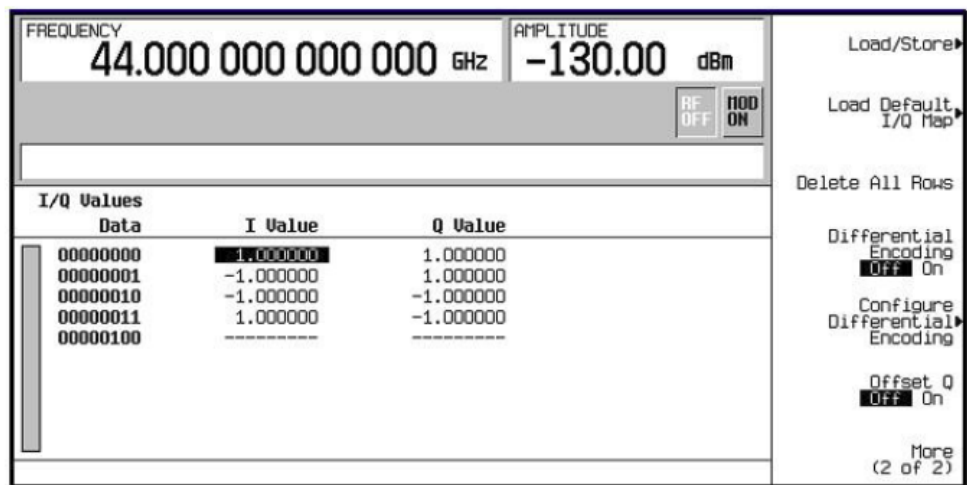 FREQUENCY
44.000 000 000 000 GHz
AMPLITUDE
-130.00 dBm
RF OFF
MOD ON
I/Q Values
Data I Value Q Value
00000000 1.000000 1.000000
00000001 -1.000000 1.000000
00000010 -1.000000 -1.000000
00000011 1.000000 -1.000000
00000100 --------- ---------
Load/Store
Load Default
I/Q Map
Delete All Rows
Differential
Encoding
Off On
Configure
Differential
Encoding
Offset Q
Off On
More
(2 of 2)